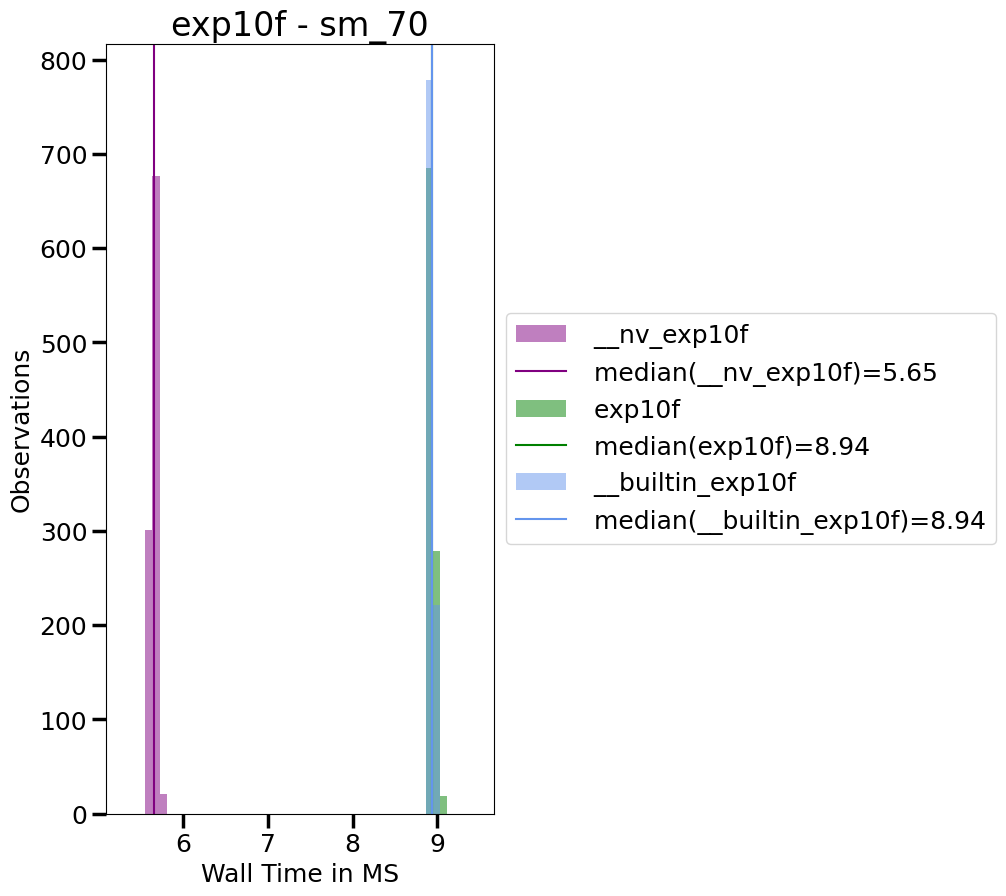 exp10f - sm_70
800
700
600
500
400
300
200
100
0
Observations
6 7 8 9
Wall Time in MS
__nv_exp10f
median(__nv_exp10f)=5.65
exp10f
median(exp10f)=8.94
__builtin_exp10f
median(__builtin_exp10f)=8.94